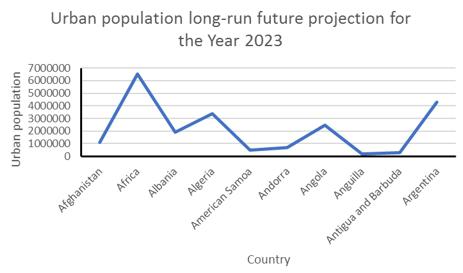 Urban population long-run future projection for
the Year 2023
Urban population
7000000
6000000
5000000
4000000
3000000
2000000
1000000
0
Afghanistan
Africa
Albania
Algeria
American Samoa
Andorra
Angola
Anguilla
Antigua and Barbuda
Argentina
Country